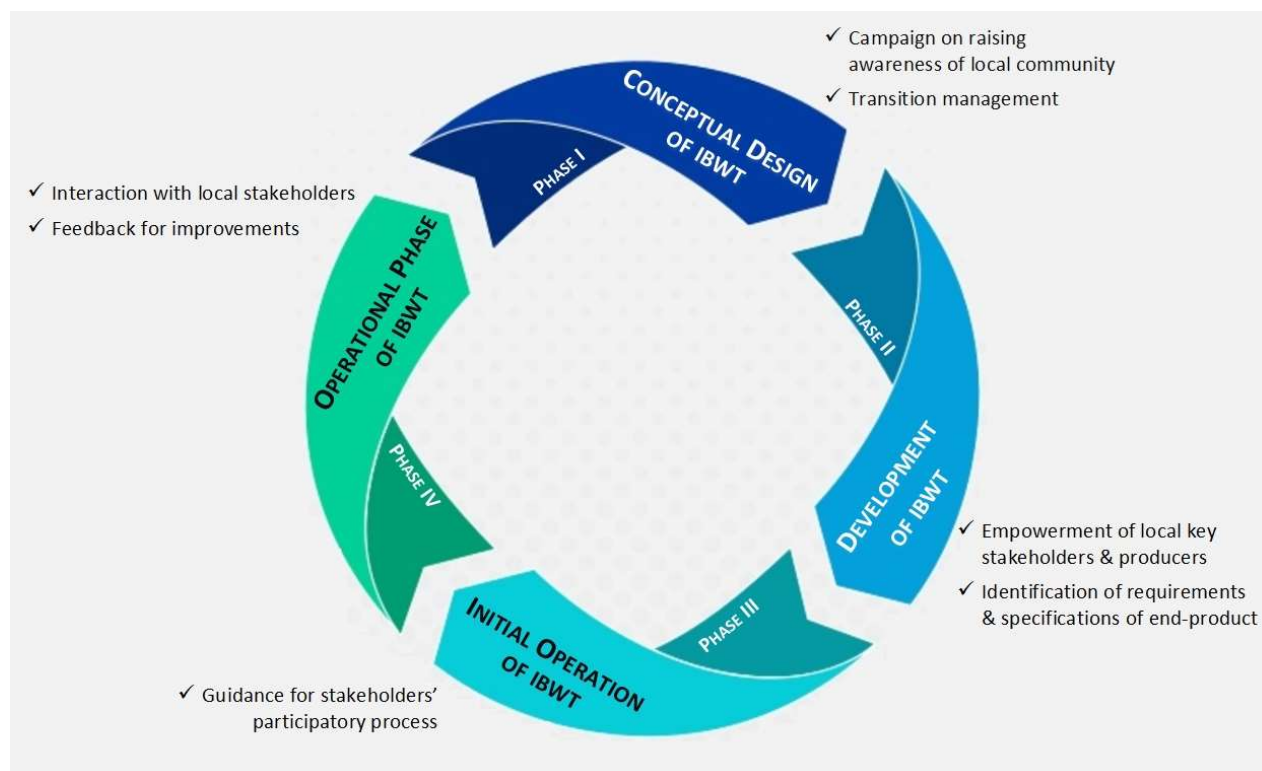 ✓ Campaign on raising
awareness of local community
✓ Transition management
CONCEPTUAL DESIGN
OF IBWT
PHASE I
✓ Interaction with local stakeholders
✓ Feedback for improvements
OPERATIONAL PHASE
OF IBWT
PHASE II
PHASE IV
DEVELOPMENT
OF IBWT
✓ Empowerment of local key
stakeholders & producers
✓ Identification of requirements
& specifications of end-product
PHASE III
INITIAL OPERATION
OF IBWT
✓ Guidance for stakeholders'
participatory process